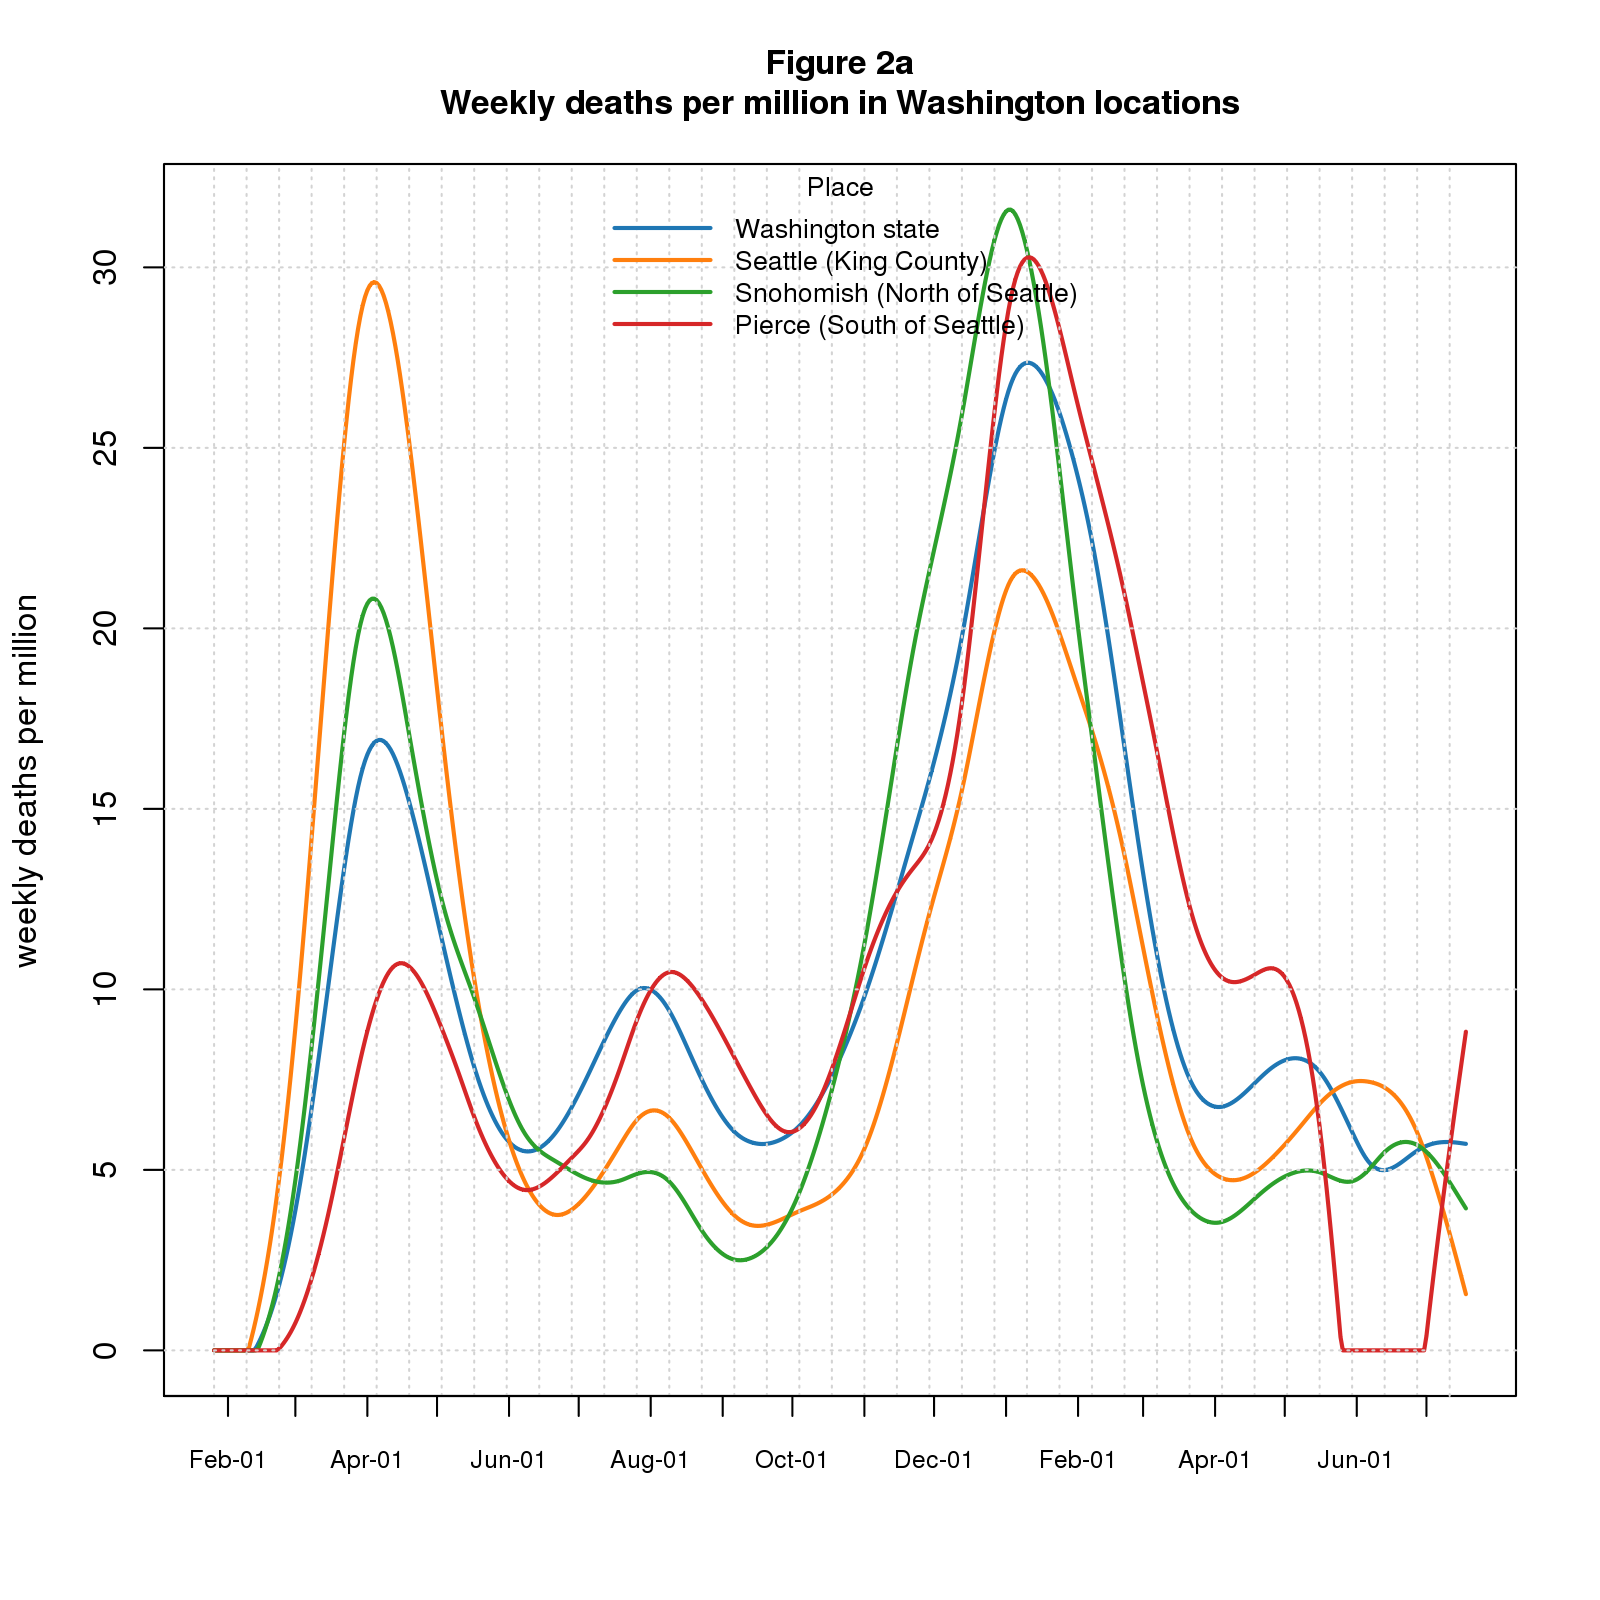 Figure 2a
Weekly deaths per million in Washington locations
Place
Washington state
Seattle (King County)
Snohomish (North of Seattle)
Pierce (South of Seattle)
weekly deaths per million
30
25
20
15
10
5
0
Feb-01 Apr-01 Jun-01 Aug-01 Oct-01 Dec-01 Feb-01 Apr-01 Jun-01